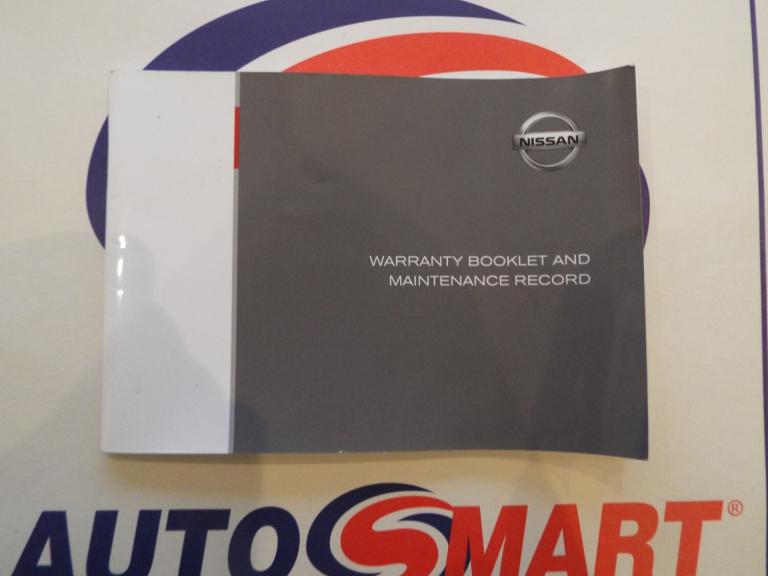 NISSAN
WARRANTY BOOKLET AND
MAINTENANCE RECORD
AUTOSMART®